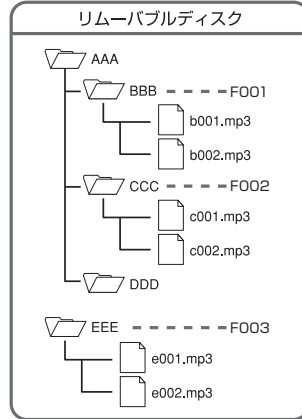 リムーバブルディスク
AAA
BBB - - - - - F001
b001.mp3
b002.mp3
CCC - - - - F002
c001.mp3
c002.mp3
DDD
EEE - - - - - - F003
e001.mp3
e002.mp3